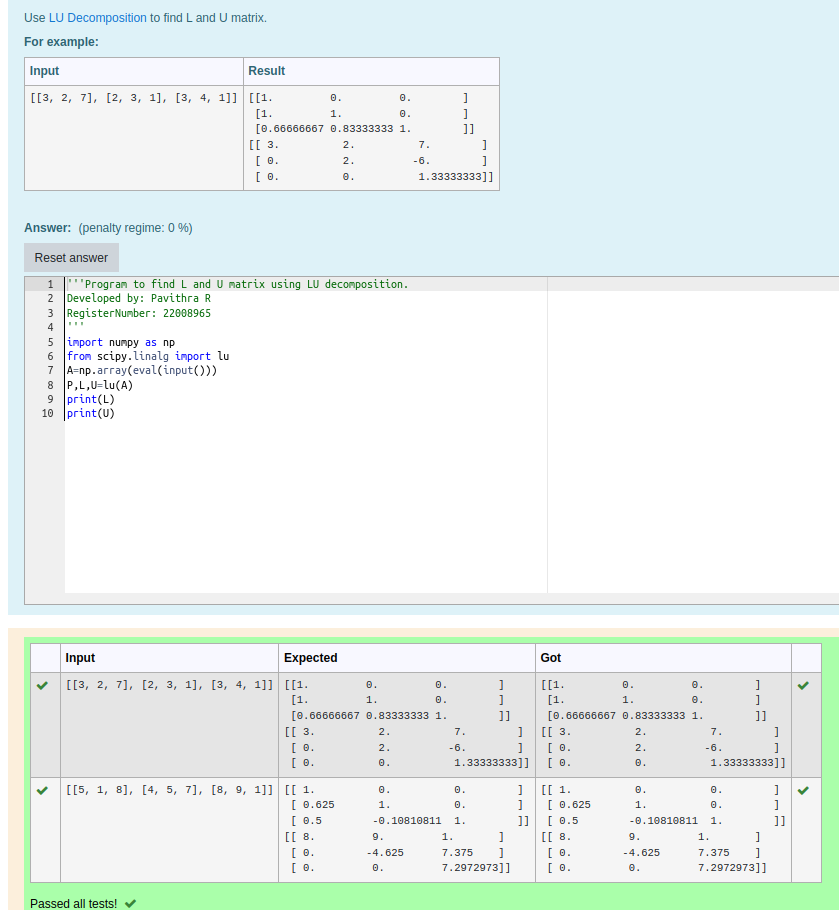 Use LU Decomposition to find L and U matrix.
For example:
Input Result
[[3, 2, 7], [2, 3, 1], [3, 4, 1]] [[1. 0. 0. ]
[1. 1. 0. ]
[0.66666667 0.83333333 1. ]]
[[ 3. 2. 7. ]
[ 0. 2. -6. ]
[ 0. 0. 1.33333333]]
Answer: (penalty regime: 0 %)
Reset answer
1 '''Program to find L and U matrix using LU decomposition.
2 Developed by: Pavithra R
3 RegisterNumber: 22008965
4 '''
5 import numpy as np
6 from scipy.linalg import lu
7 A=np.array(eval(input()))
8 P,L,U=lu(A)
9 print(L)
10 print(U)
Input Expected Got
[[3, 2, 7], [2, 3, 1], [3, 4, 1]] [[1. 0. 0. ] [[1. 0. 0. ]
[1. 1. 0. ] [1. 1. 0. ]
[0.66666667 0.83333333 1. ]] [0.66666667 0.83333333 1. ]]
[[ 3. 2. 7. ] [[ 3. 2. 7. ]
[ 0. 2. -6. ] [ 0. 2. -6. ]
[ 0. 0. 1.33333333]] [ 0. 0. 1.33333333]]
[[5, 1, 8], [4, 5, 7], [8, 9, 1]] [[ 1. 0. 0. ] [[ 1. 0. 0. ]
[ 0.625 1. 0. ] [ 0.625 1. 0. ]
[ 0.5 -0.10810811 1. ]] [ 0.5 -0.10810811 1. ]]
[[ 8. 9. 1. ] [[ 8. 9. 1. ]
[ 0. -4.625 7.375 ] [ 0. -4.625 7.375 ]
[ 0. 0. 7.2972973]] [ 0. 0. 7.2972973]]
Passed all tests!